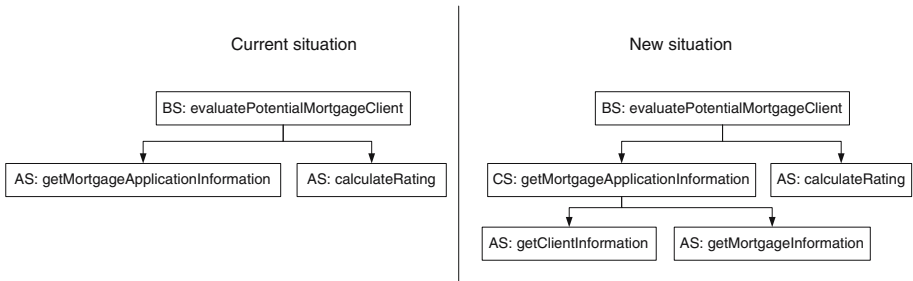 Current situation
BS: evaluatePotentialMortgageClient
AS: getMortgageApplicationInformation
AS: calculateRating
New situation
BS: evaluatePotentialMortgageClient
CS: getMortgageApplicationInformation
AS: calculateRating
AS: getClientInformation
AS: getMortgageInformation